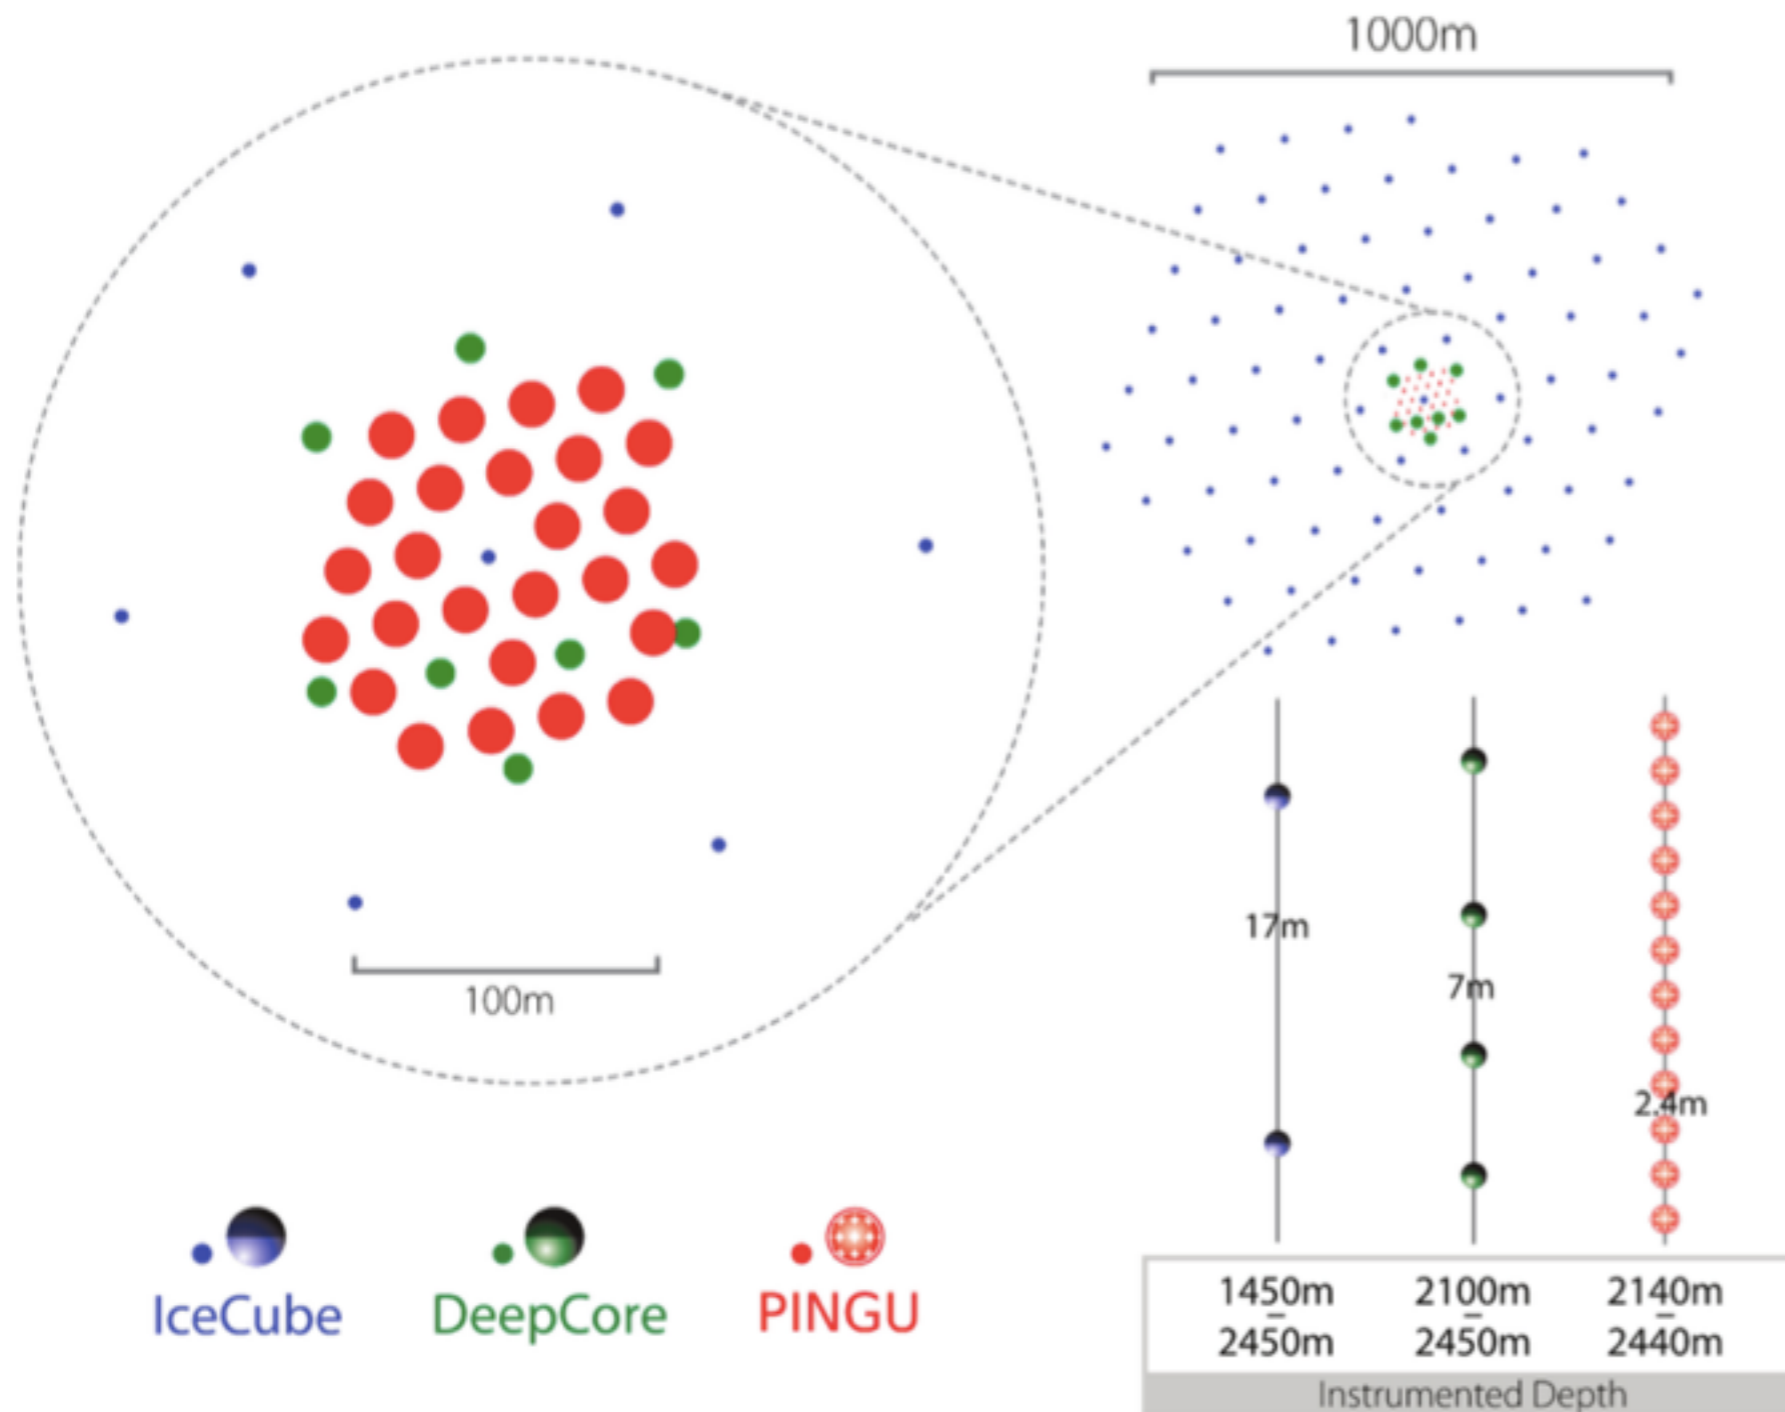 1000m
100m
17m
7m
2.4m
IceCube
DeepCore
PINGU
1450m
–
2450m
2100m
–
2450m
2140m
–
2440m
Instrumented Depth